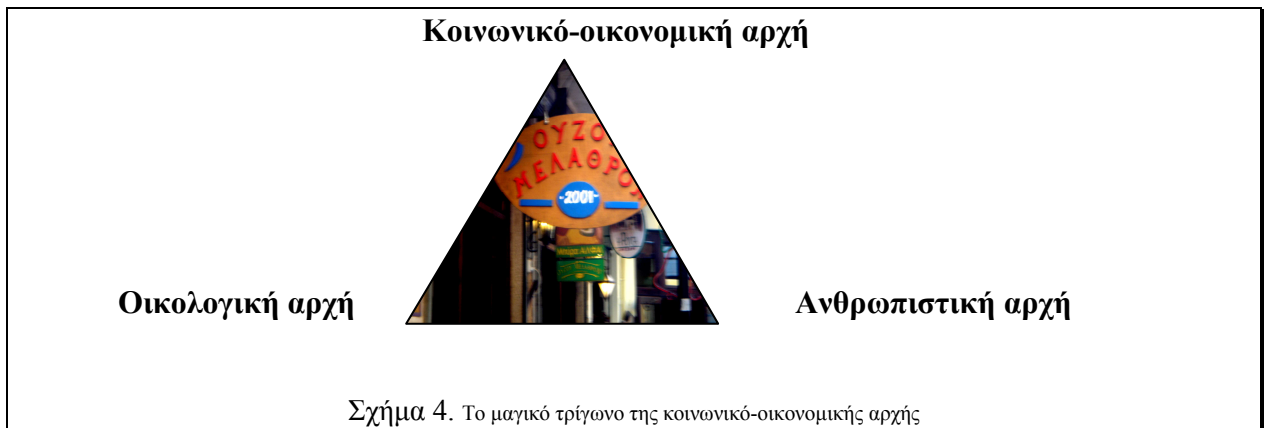 Κοινωνικό-οικονομική αρχή
ΟΥΖΟ
ΜΕΛΑΘΡΟΝ
-2001-
Οικολογική αρχή
Ανθρωπιστική αρχή
Σχήμα 4. Το μαγικό τρίγωνο της κοινωνικό-οικονομικής αρχής